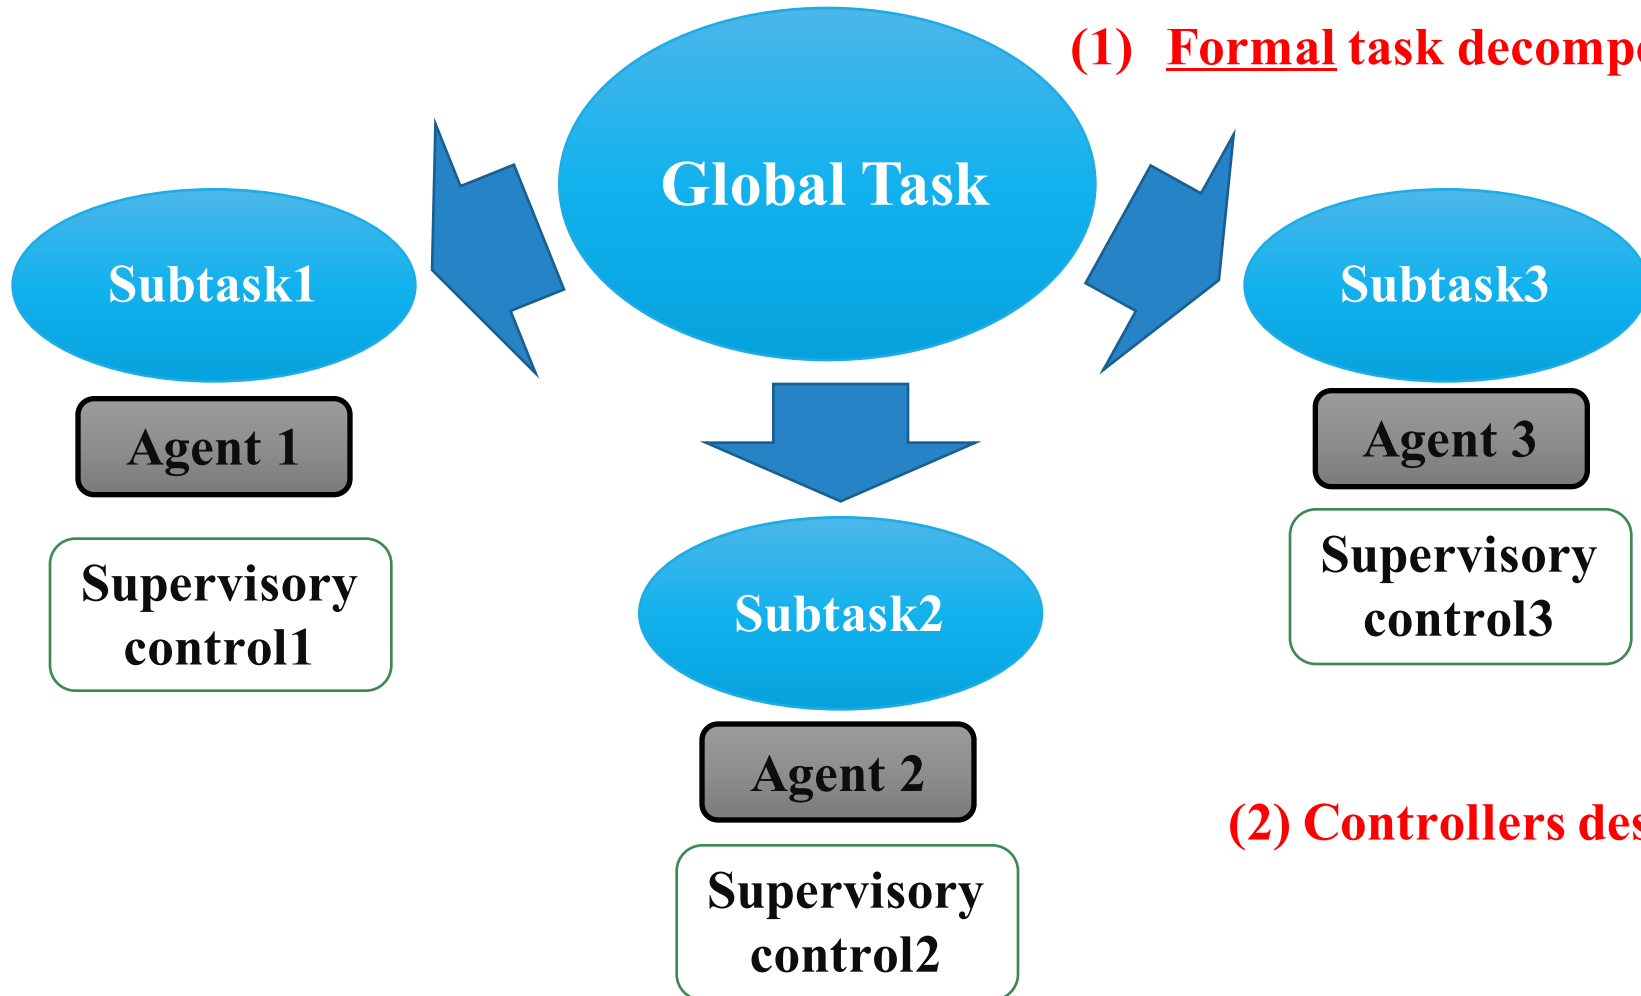 (1) Formal task decompo
Global Task
Subtask1
Subtask3
Agent 1
Agent 3
Supervisory
control1
Supervisory
control3
Subtask2
Agent 2
(2) Controllers des
Supervisory
control2